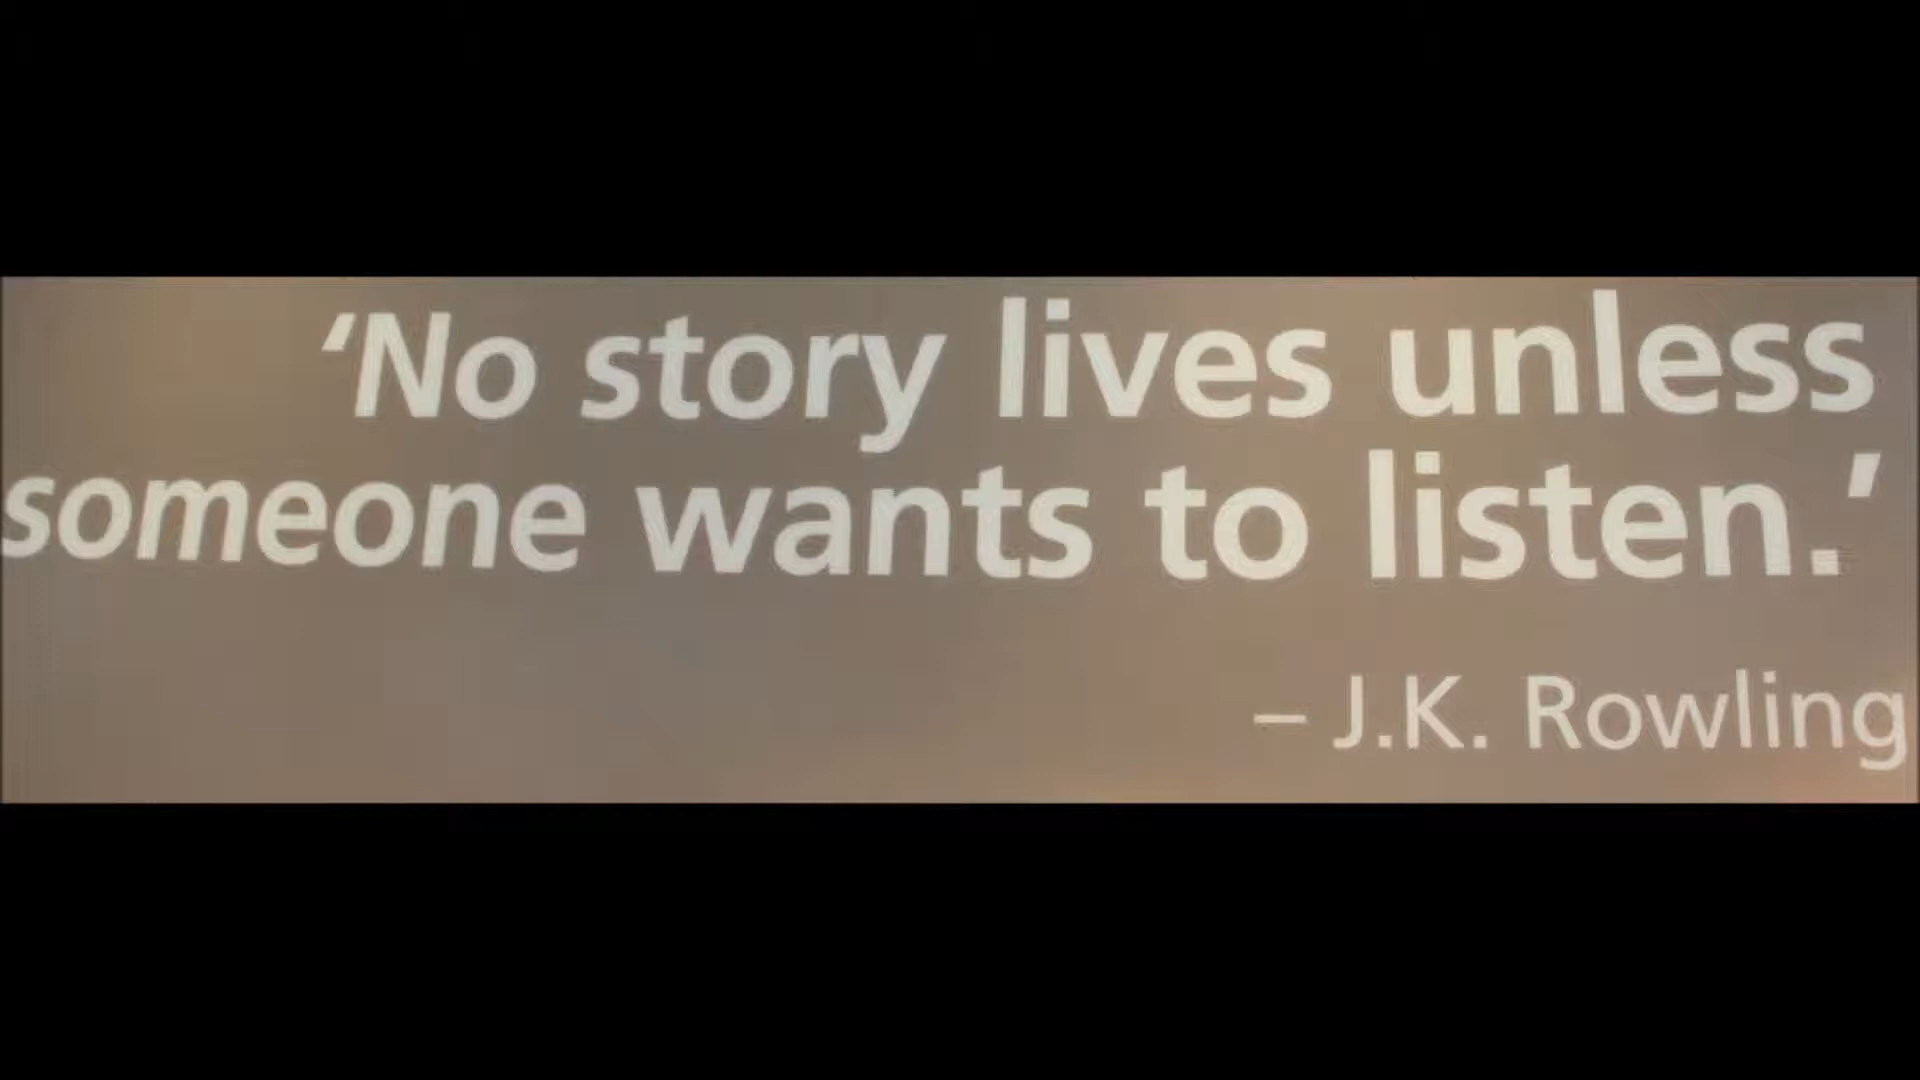 ‘No story lives unless
someone wants to listen.’
– J.K. Rowling